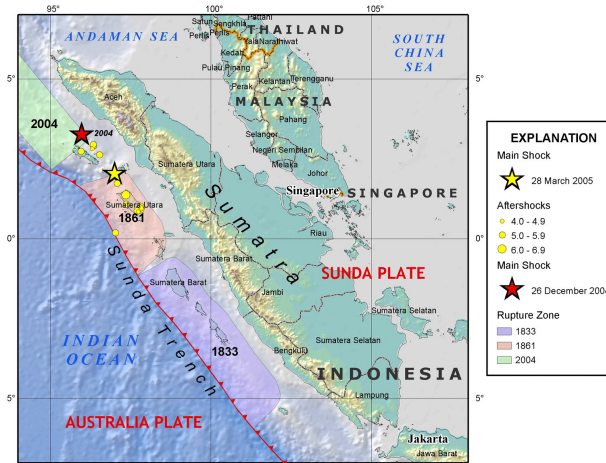 95°
100°
105°
Satun
Pattani
Songkhla
THAILAND
Perlis
Perlis
Yala
Narathiwat
ANDAMAN SEA
SOUTH
CHINA
SEA
Kedah
Pulau Pinang
5°
5°
Kelantan
Terengganu
Perak
Aceh
MALAYSIA
Pahang
2004
2004
Selangor
Negeri Sembilan
Melaka
Sumatera Utara
Johor
Singapore
SINGAPORE
Sumatera Utara
1861
Sumatra
Riau
0°
0°
Sumatera Barat
SUNDA PLATE
Sumatera Barat
Jambi
Sunda Trench
Sumatera Selatan
INDIAN
OCEAN
1833
Bengkulu
Sumatera Selatan
INDONESIA
Lampung
5°
5°
AUSTRALIA PLATE
Jakarta
Jawa Barat
95°
100°
105°
EXPLANATION
Main Shock
28 March 2005
Aftershocks
4.0 - 4.9
5.0 - 5.9
6.0 - 6.9
Main Shock
26 December 2004
Rupture Zone
1833
1861
2004